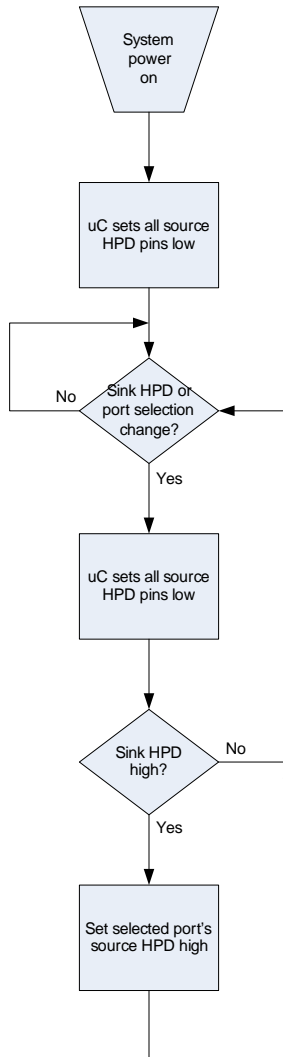 System
power
on
uC sets all source
HPD pins low
Sink HPD or
port selection
change?
No
Yes
uC sets all source
HPD pins low
Sink HPD
high?
No
Yes
Set selected port's
source HPD high